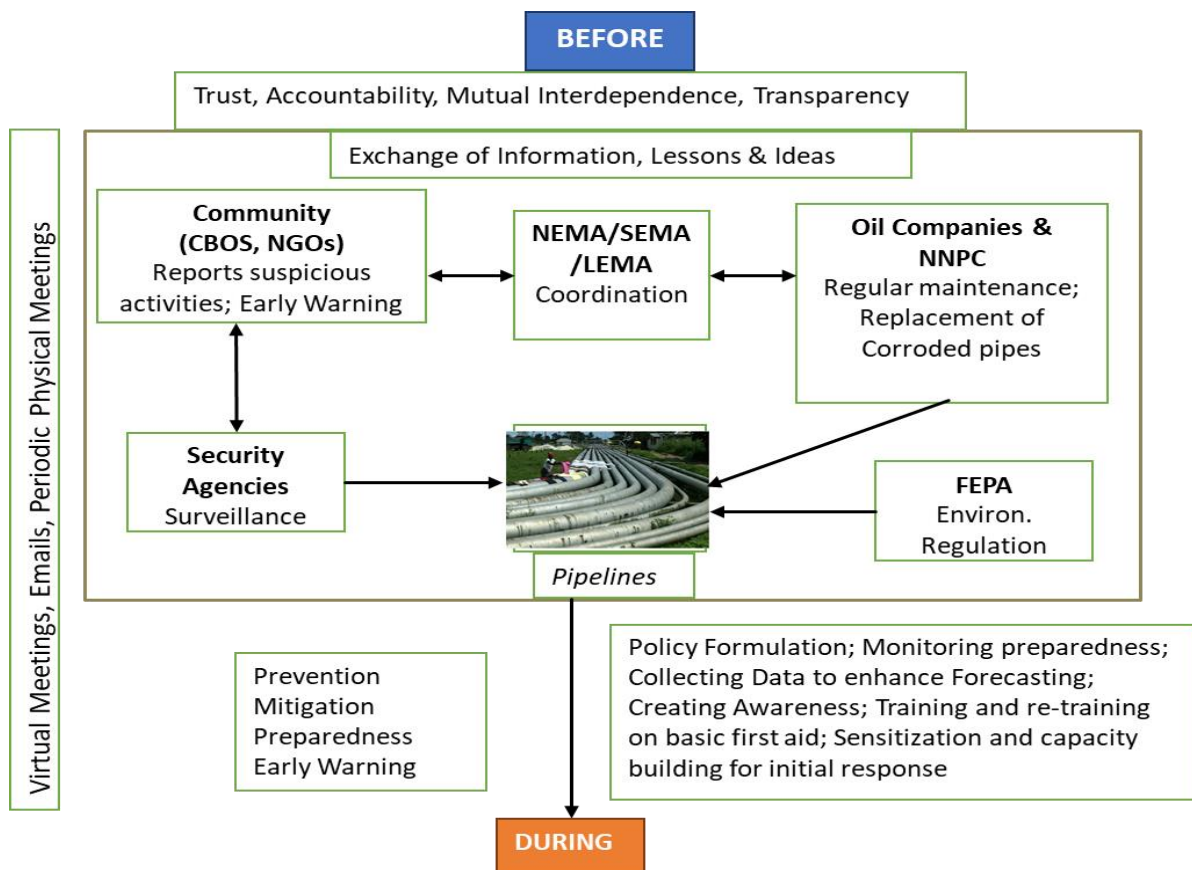 BEFORE
Trust, Accountability, Mutual Interdependence, Transparency
Virtual Meetings, Emails, Periodic Physical Meetings
Exchange of Information, Lessons & Ideas
Community
(CBOS, NGOs)
Reports suspicious
activities; Early Warning
NEMA/SEMA
/LEMA
Coordination
Oil Companies &
NNPC
Regular maintenance;
Replacement of
Corroded pipes
Security
Agencies
Surveillance
FEPA
Environ.
Regulation
Pipelines
Prevention
Mitigation
Preparedness
Early Warning
Policy Formulation; Monitoring preparedness;
Collecting Data to enhance Forecasting;
Creating Awareness; Training and re-training
on basic first aid; Sensitization and capacity
building for initial response
DURING